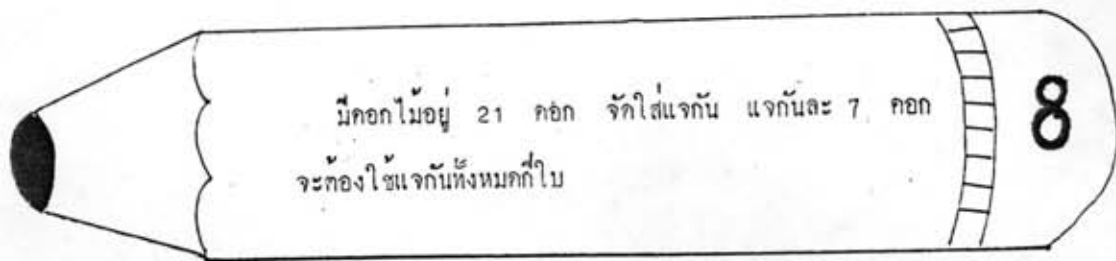 มีดอกไม้อยู่ 21 ดอก จัดใส่แจกัน แจกันละ 7 ดอก
จะต้องใช้แจกันทั้งหมดกี่ใบ
8